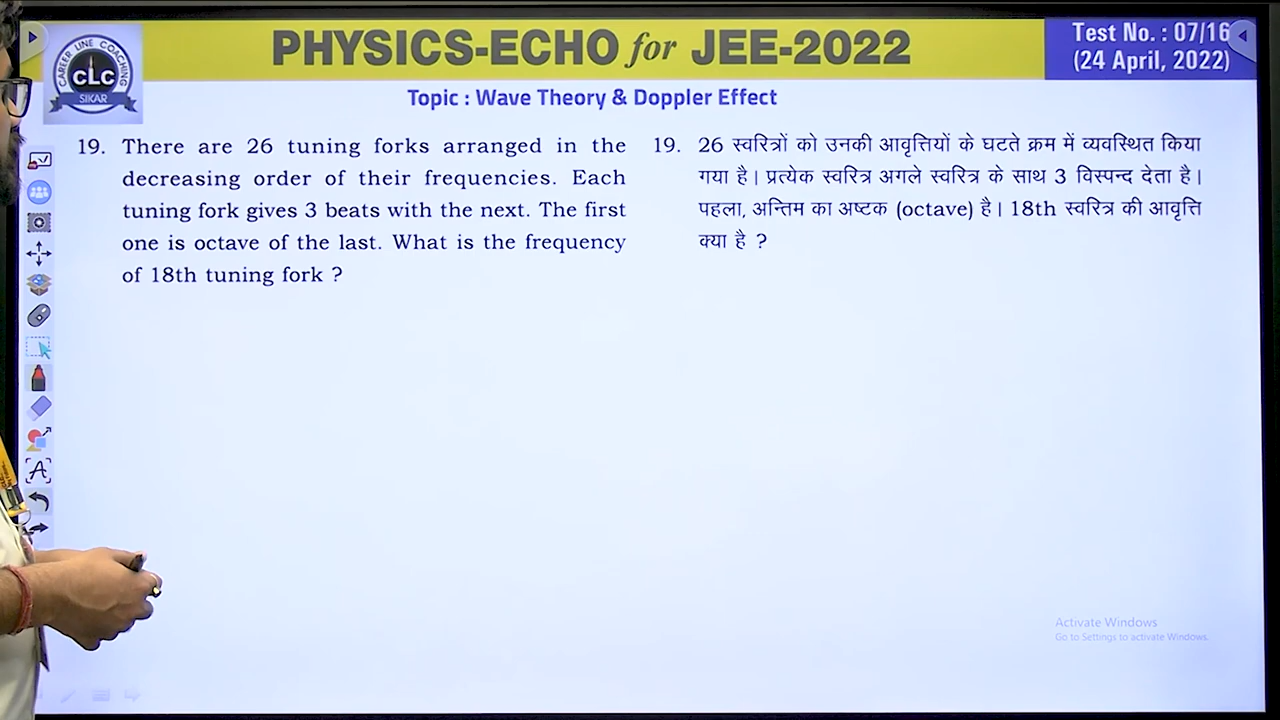 PHYSICS-ECHO for JEE-2022
Test No. : 07/16
(24 April, 2022)
CAREER LINE COACHING
CLC
SIKAR
Topic : Wave Theory & Doppler Effect
19. There are 26 tuning forks arranged in the
decreasing order of their frequencies. Each
tuning fork gives 3 beats with the next. The first
one is octave of the last. What is the frequency
of 18th tuning fork ?
19. 26 स्वरित्रों को उनकी आवृत्तियों के घटते क्रम में व्यवस्थित किया
गया है। प्रत्येक स्वरित्र अगले स्वरित्र के साथ 3 विस्पन्द देता है।
पहला, अन्तिम का अष्टक (octave) है। 18th स्वरित्र की आवृत्ति
क्या है ?
Activate Windows
Go to Settings to activate Windows.